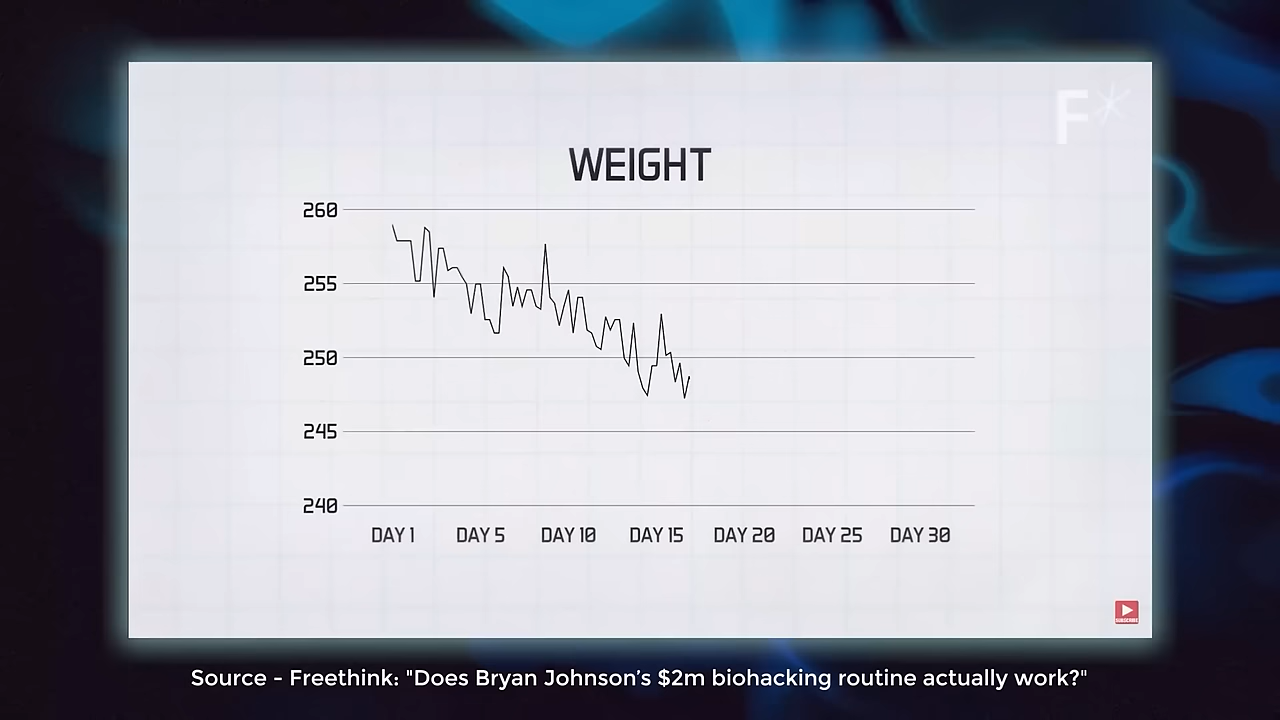 F*
WEIGHT
260
255
250
245
240
DAY 1 DAY 5 DAY 10 DAY 15 DAY 20 DAY 25 DAY 30
SUBSCRIBE
Source - Freethink: "Does Bryan Johnson’s $2m biohacking routine actually work?"